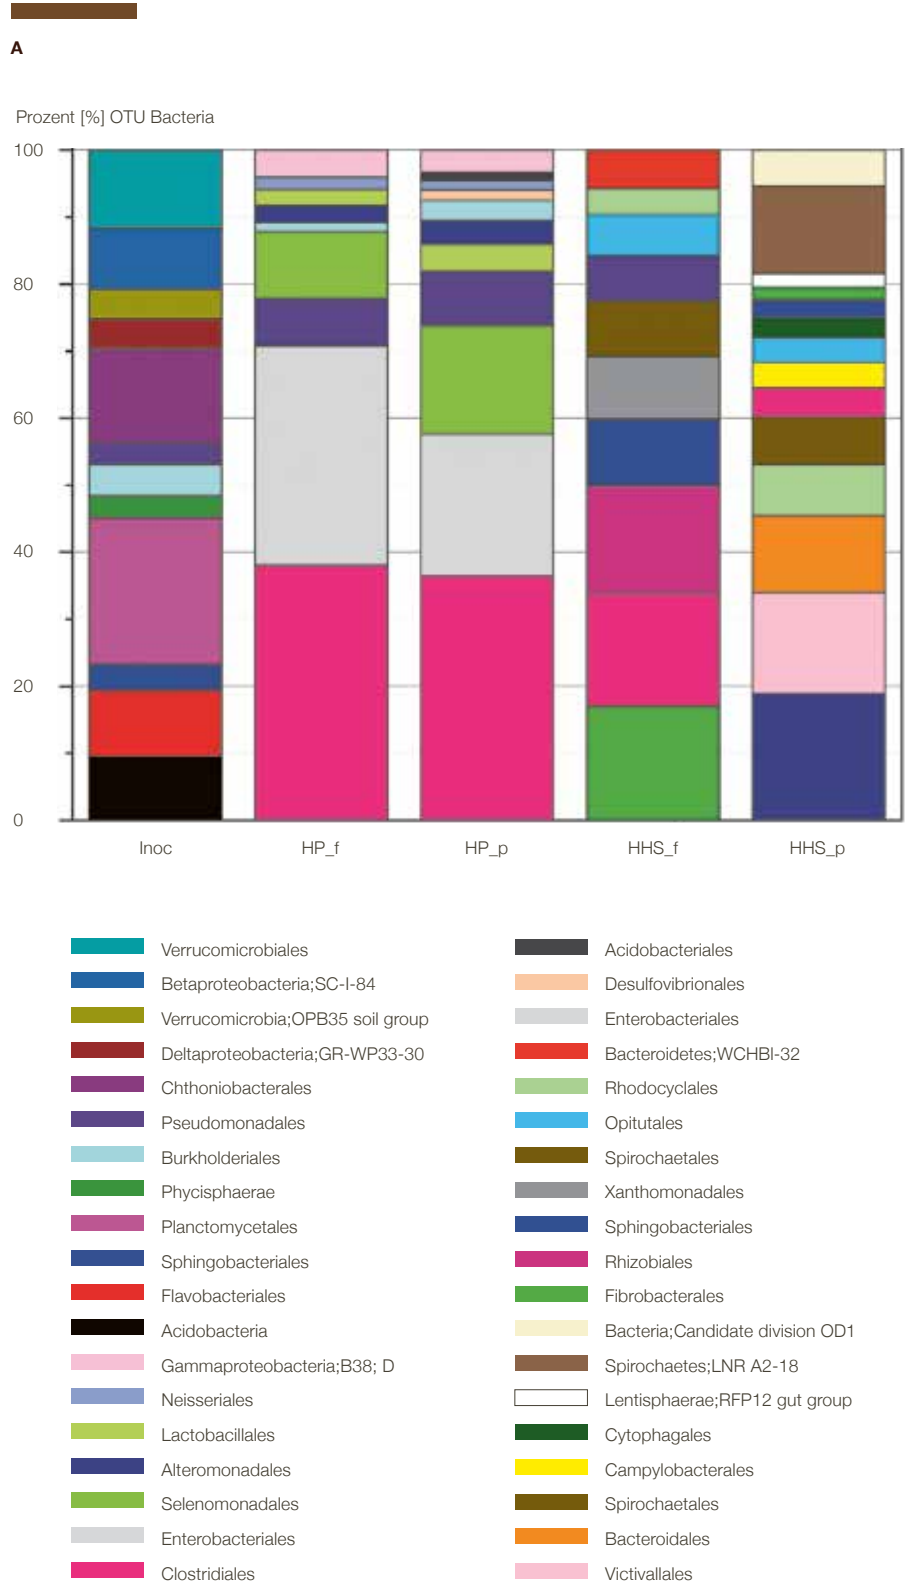 A
Prozent [%] OTU Bacteria
100
80
60
40
20
0
Inoc HP_f HP_p HHS_f HHS_p
Verrucomicrobiales
Betaproteobacteria;SC-I-84
Verrucomicrobia;OPB35 soil group
Deltaproteobacteria;GR-WP33-30
Chthoniobacterales
Pseudomonadales
Burkholderiales
Phycisphaerae
Planctomycetales
Sphingobacteriales
Flavobacteriales
Acidobacteria
Gammaproteobacteria;B38; D
Neisseriales
Lactobacillales
Alteromonadales
Selenomonadales
Enterobacteriales
Clostridiales
Acidobacteriales
Desulfovibrionales
Enterobacteriales
Bacteroidetes;WCHBI-32
Rhodocyclales
Opitutales
Spirochaetales
Xanthomonadales
Sphingobacteriales
Rhizobiales
Fibrobacterales
Bacteria;Candidate division OD1
Spirochaetes;LNR A2-18
Lentisphaerae;RFP12 gut group
Cytophagales
Campylobacterales
Spirochaetales
Bacteroidales
Victivallales